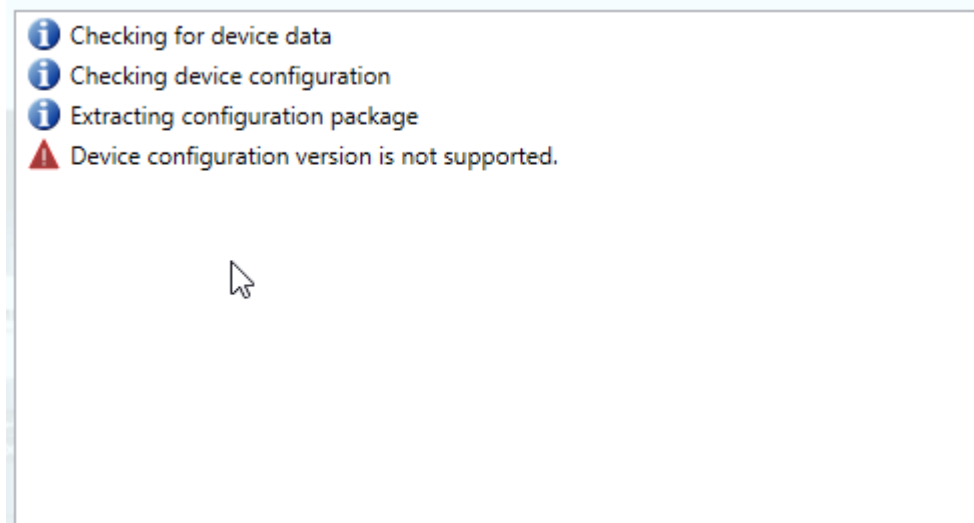 Checking for device data
Checking device configuration
Extracting configuration package
Device configuration version is not supported.